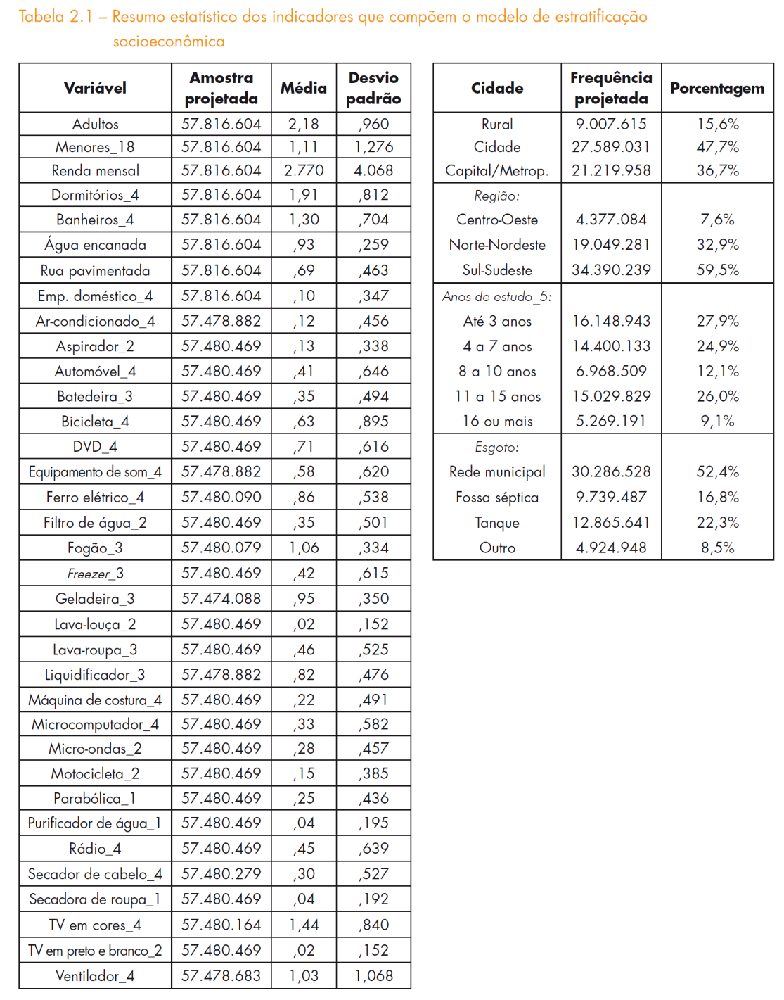 Tabela 2.1 – Resumo estatístico dos indicadores que compõem o modelo de estratificação
socioeconômica
Variável Amostra projetada Média Desvio padrão
Adultos 57.816.604 2,18 ,960
Menores_18 57.816.604 1,11 1,276
Renda mensal 57.816.604 2.770 4.068
Dormitórios_4 57.816.604 1,91 ,812
Banheiros_4 57.816.604 1,30 ,704
Água encanada 57.816.604 ,93 ,259
Rua pavimentada 57.816.604 ,69 ,463
Emp. doméstico_4 57.816.604 ,10 ,347
Ar-condicionado_4 57.478.882 ,12 ,456
Aspirador_2 57.480.469 ,13 ,338
Automóvel_4 57.480.469 ,41 ,646
Batedeira_3 57.480.469 ,35 ,494
Bicicleta_4 57.480.469 ,63 ,895
DVD_4 57.480.469 ,71 ,616
Equipamento de som_4 57.478.882 ,58 ,620
Ferro elétrico_4 57.480.090 ,86 ,538
Filtro de água_2 57.480.469 ,35 ,501
Fogão_3 57.480.079 1,06 ,334
Freezer_3 57.480.469 ,42 ,615
Geladeira_3 57.474.088 ,95 ,350
Lava-louça_2 57.480.469 ,02 ,152
Lava-roupa_3 57.480.469 ,46 ,525
Liquidificador_3 57.478.882 ,82 ,476
Máquina de costura_4 57.480.469 ,22 ,491
Microcomputador_4 57.480.469 ,33 ,582
Micro-ondas_2 57.480.469 ,28 ,457
Motocicleta_2 57.480.469 ,15 ,385
Parabólica_1 57.480.469 ,25 ,436
Purificador de água_1 57.480.469 ,04 ,195
Rádio_4 57.480.469 ,45 ,639
Secador de cabelo_4 57.480.279 ,30 ,527
Secadora de roupa_1 57.480.469 ,04 ,192
TV em cores_4 57.480.164 1,44 ,840
TV em preto e branco_2 57.480.469 ,02 ,152
Ventilador_4 57.478.683 1,03 1,068
Cidade Frequência projetada Porcentagem
Rural 9.007.615 15,6%
Cidade 27.589.031 47,7%
Capital/Metrop. 21.219.958 36,7%
Região:
Centro-Oeste 4.377.084 7,6%
Norte-Nordeste 19.049.281 32,9%
Sul-Sudeste 34.390.239 59,5%
Anos de estudo_5:
Até 3 anos 16.148.943 27,9%
4 a 7 anos 14.400.133 24,9%
8 a 10 anos 6.968.509 12,1%
11 a 15 anos 15.029.829 26,0%
16 ou mais 5.269.191 9,1%
Esgoto:
Rede municipal 30.286.528 52,4%
Fossa séptica 9.739.487 16,8%
Tanque 12.865.641 22,3%
Outro 4.924.948 8,5%